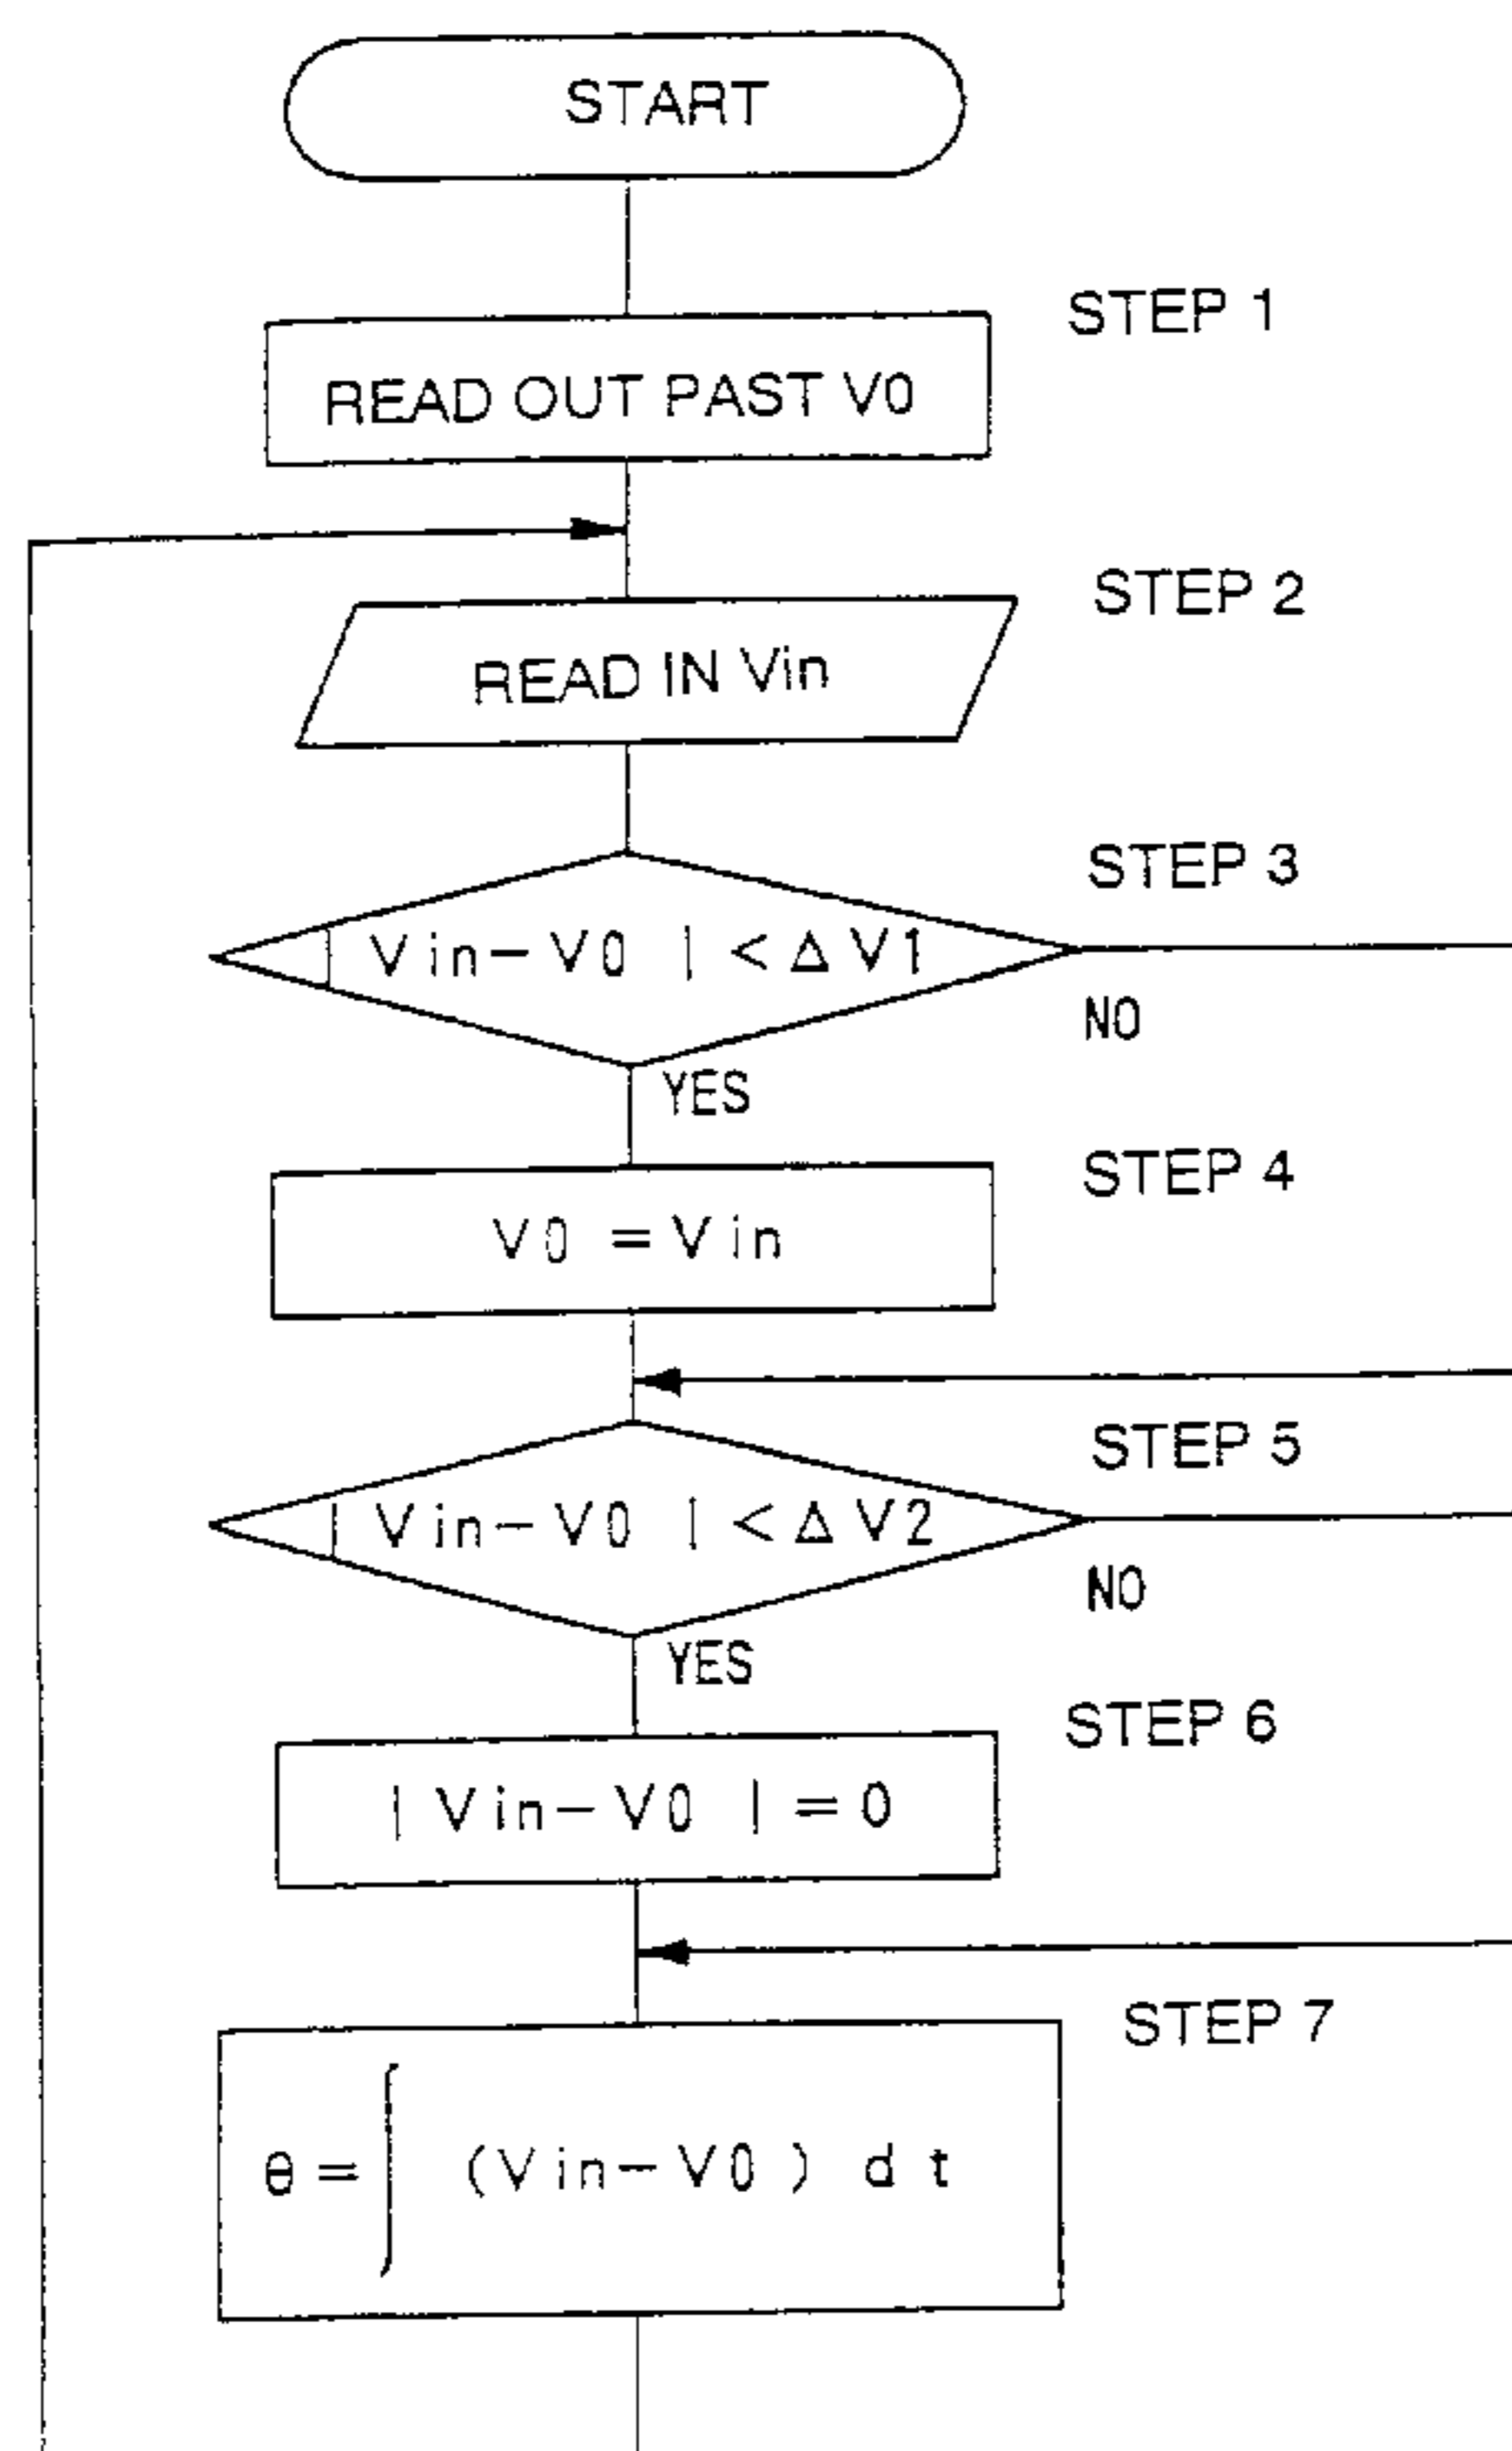 START
STEP 1
READ OUT PAST V0
STEP 2
READ IN Vin
STEP 3
| Vin-V0 | < Δ V1
NO
YES
STEP 4
V0 = Vin
STEP 5
| Vin-V0 | < Δ V2
NO
YES
STEP 6
| Vin-V0 | = 0
STEP 7
θ = ∫ (Vin-V0) dt